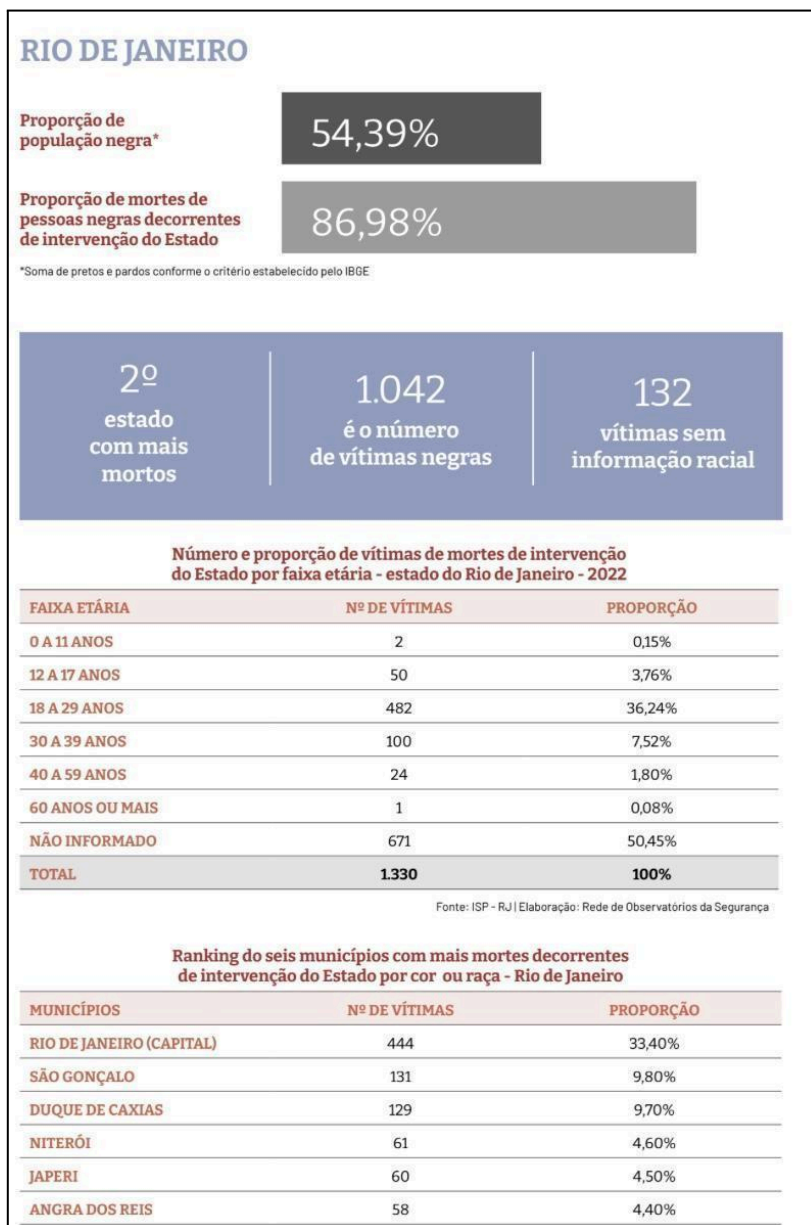 RIO DE JANEIRO
Proporção de
população negra*
54,39%
Proporção de mortes de
pessoas negras decorrentes
de intervenção do Estado
86,98%
*Soma de pretos e pardos conforme o critério estabelecido pelo IBGE
2º
estado
com mais
mortos
1.042
é o número
de vítimas negras
132
vítimas sem
informação racial
Número e proporção de vítimas de mortes de intervenção
do Estado por faixa etária - estado do Rio de Janeiro - 2022
FAIXA ETÁRIA Nº DE VÍTIMAS PROPORÇÃO
0 A 11 ANOS 2 0,15%
12 A 17 ANOS 50 3,76%
18 A 29 ANOS 482 36,24%
30 A 39 ANOS 100 7,52%
40 A 59 ANOS 24 1,80%
60 ANOS OU MAIS 1 0,08%
NÃO INFORMADO 671 50,45%
TOTAL 1.330 100%
Fonte: ISP - RJ | Elaboração: Rede de Observatórios da Segurança
Ranking do seis municípios com mais mortes decorrentes
de intervenção do Estado por cor ou raça - Rio de Janeiro
MUNICÍPIOS Nº DE VÍTIMAS PROPORÇÃO
RIO DE JANEIRO (CAPITAL) 444 33,40%
SÃO GONÇALO 131 9,80%
DUQUE DE CAXIAS 129 9,70%
NITERÓI 61 4,60%
JAPERI 60 4,50%
ANGRA DOS REIS 58 4,40%